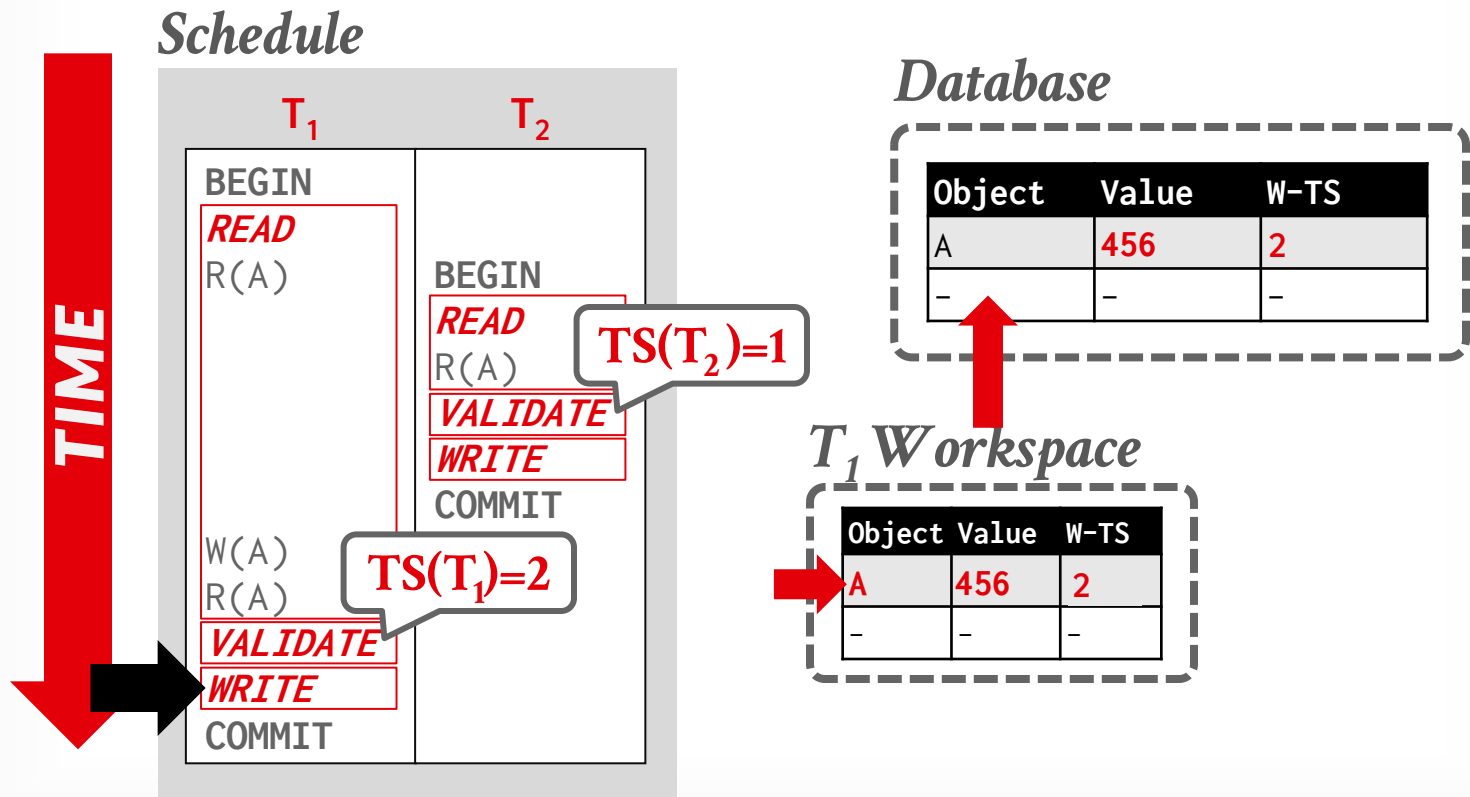 Schedule
TIME
T₁ T₂
BEGIN
READ
R(A) BEGIN
READ
TS(T₂)=1
R(A)
VALIDATE
WRITE
COMMIT
W(A)
TS(T₁)=2
R(A)
VALIDATE
WRITE
COMMIT
Database
Object Value W-TS
A 456 2
- - -
T₁ Workspace
Object Value W-TS
A 456 2
- - -